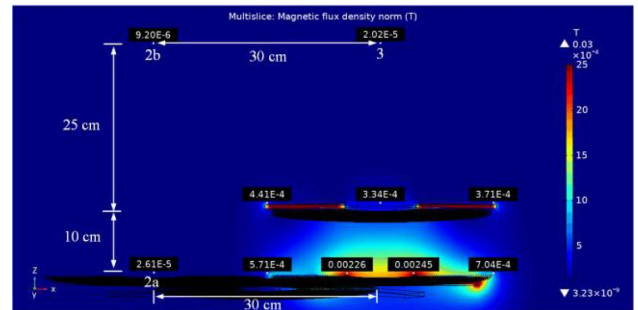 Multislice: Magnetic flux density norm (T)
9.20E-6
2.02E-5
2b
30 cm
3
25 cm
T
▲ 0.03
×10⁻⁴
25
20
15
10
5
▼ 3.23×10⁻⁹
4.41E-4
3.34E-4
3.71E-4
10 cm
2.61E-5
5.71E-4
0.00226
0.00245
7.04E-4
2a
30 cm
z
y
x